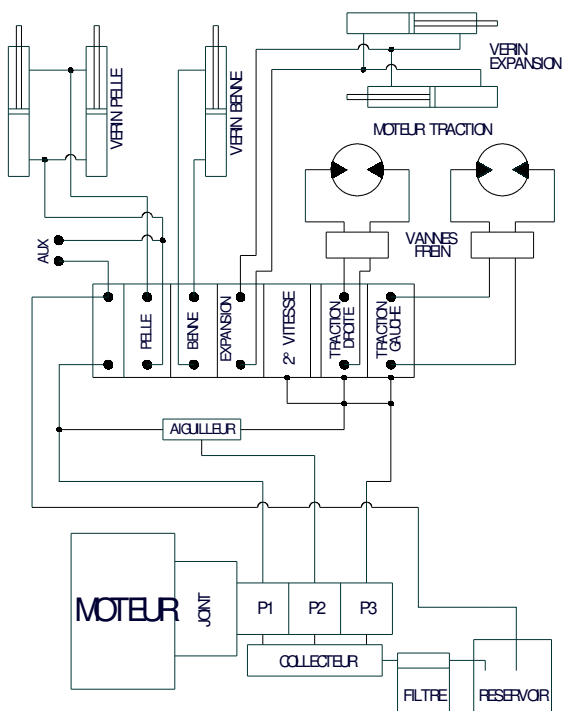 VERIN PELLE
VERIN BENNE
VERIN
EXPANSION
MOTEUR TRACTION
VANNES
FREIN
AUX
PELLE
BENNE
EXPANSION
2° VITESSE
TRACTION
DROITE
TRACTION
GAUCHE
AIGUILLEUR
MOTEUR
JOINT
P1
P2
P3
COLLECTEUR
FILTRE
RESERVOIR